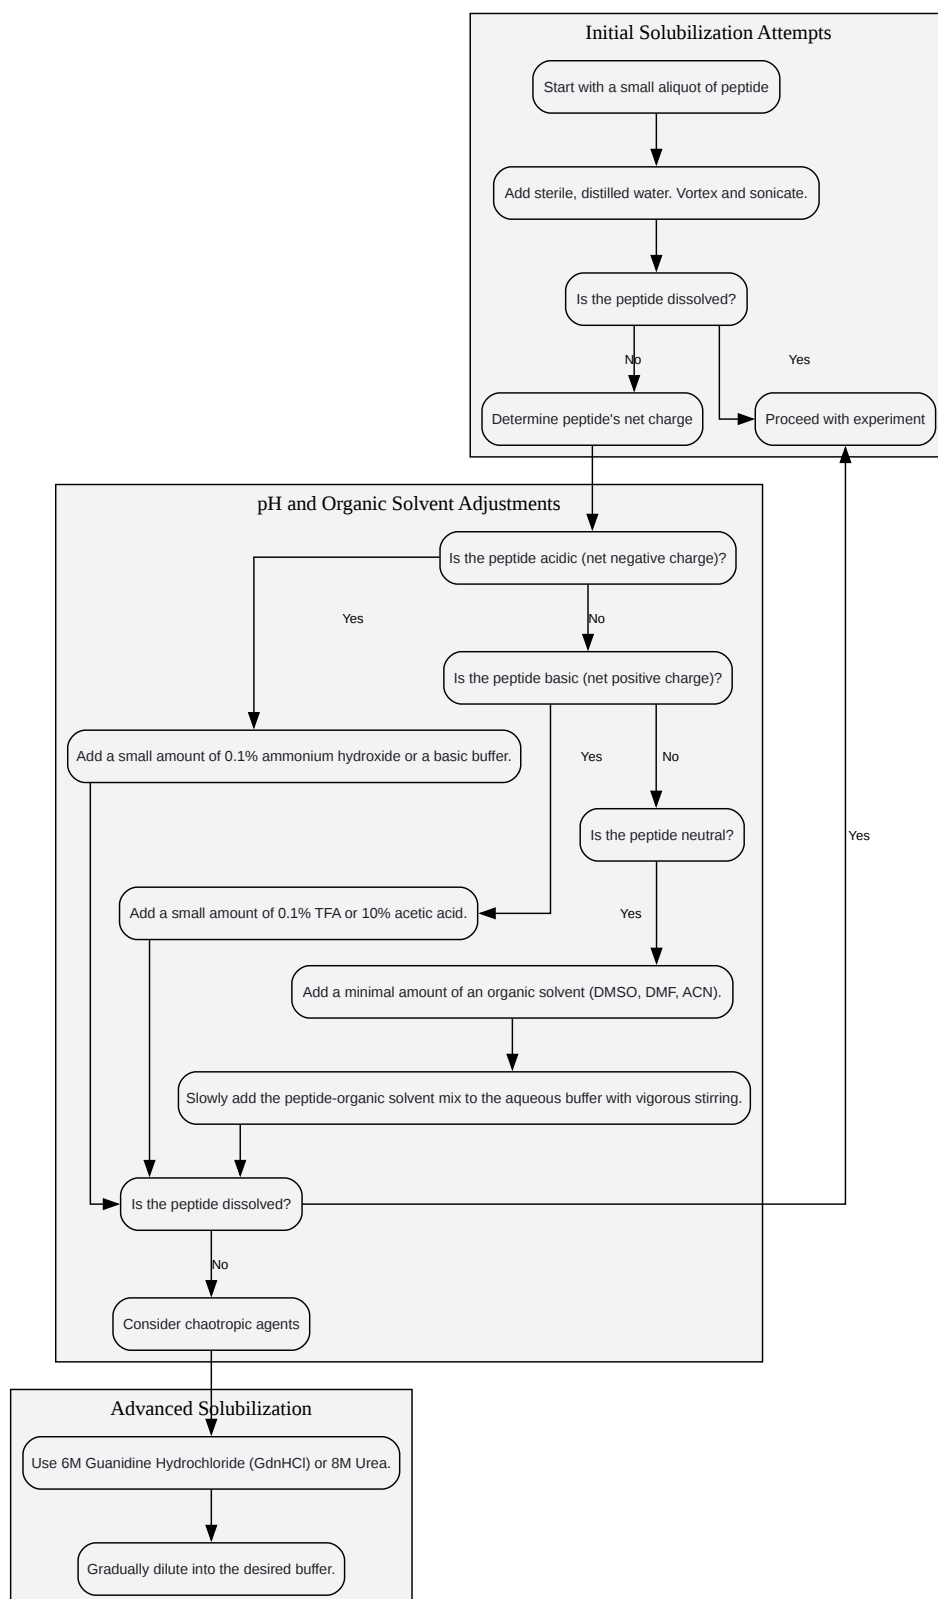 Initial Solubilization Attempts
Start with a small aliquot of peptide
Add sterile, distilled water. Vortex and sonicate.
Is the peptide dissolved?
No
Yes
Determine peptide's net charge
Proceed with experiment
pH and Organic Solvent Adjustments
Is the peptide acidic (net negative charge)?
Yes
No
Is the peptide basic (net positive charge)?
Add a small amount of 0.1% ammonium hydroxide or a basic buffer.
Yes
No
Is the peptide neutral?
Yes
Add a small amount of 0.1% TFA or 10% acetic acid.
Yes
Add a minimal amount of an organic solvent (DMSO, DMF, ACN).
Slowly add the peptide-organic solvent mix to the aqueous buffer with vigorous stirring.
Is the peptide dissolved?
No
Consider chaotropic agents
Advanced Solubilization
Use 6M Guanidine Hydrochloride (GdnHCl) or 8M Urea.
Gradually dilute into the desired buffer.